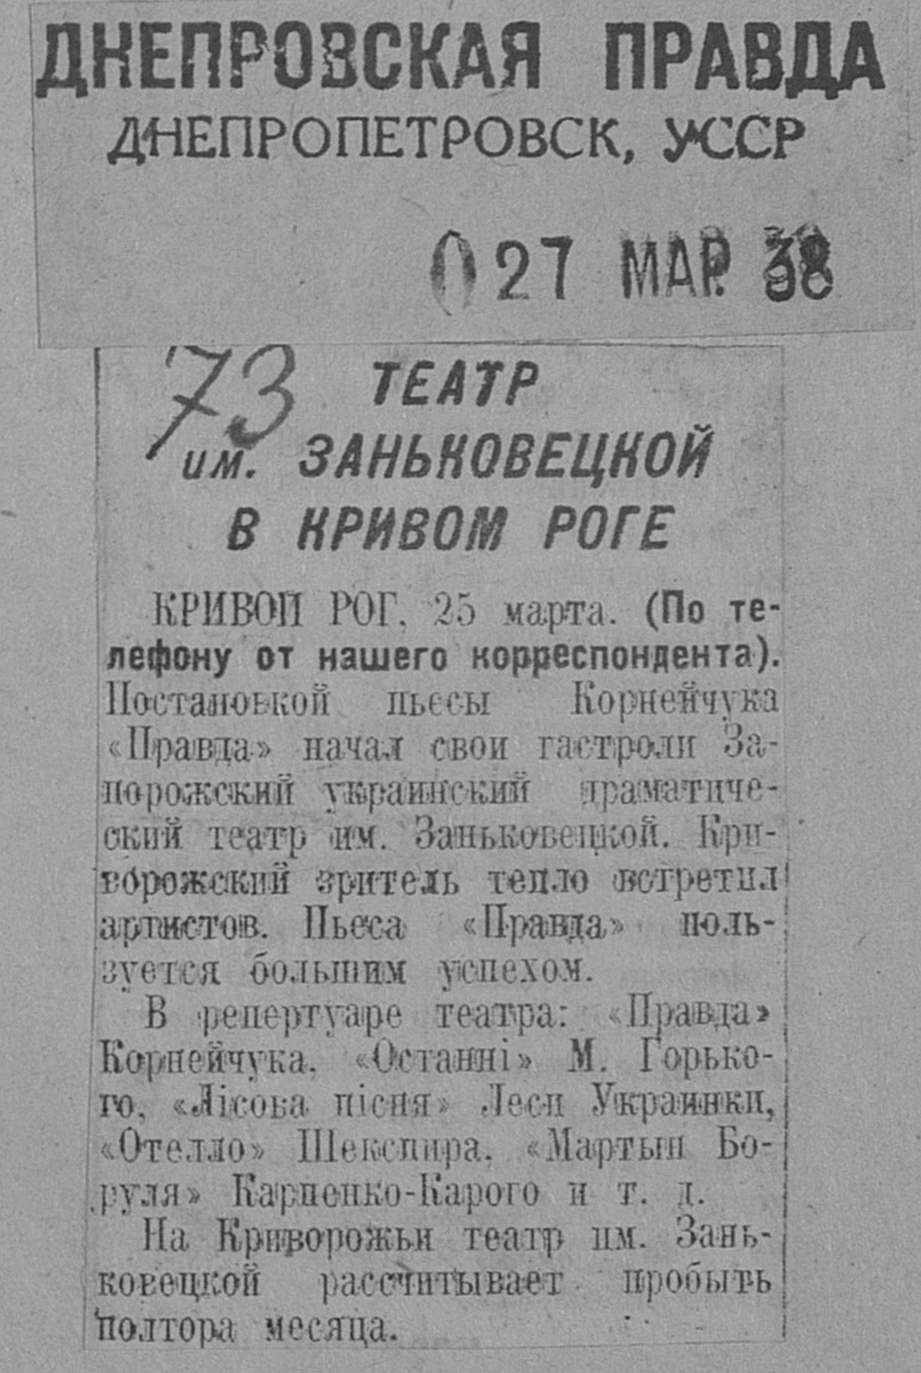 ДНЕПРОВСКАЯ ПРАВДА
ДНЕПРОПЕТРОВСК, УССР
0 27 МАР. 38
73
ТЕАТР
им. ЗАНЬКОВЕЦКОЙ
В КРИВОМ РОГЕ
КРИВОЙ РОГ, 25 марта. (По те-
лефону от нашего корреспондента).
Постановкой пьесы Корнейчука
«Правда» начал свои гастроли За-
порожский украинский драматиче-
ский театр им. Заньковецкой. Кри-
ворожский зритель тепло встретил
артистов. Пьеса «Правда» поль-
зуется большим успехом.
В репертуаре театра: «Правда»
Корнейчука, «Останні» М. Горько-
го, «Лісова пісня» Леси Украинки,
«Отелло» Шекспира, «Мартын Бо-
руля» Карпенко-Карого и т. д.
На Криворожьи театр им. Зань-
ковецкой рассчитывает пробыть
полтора месяца.